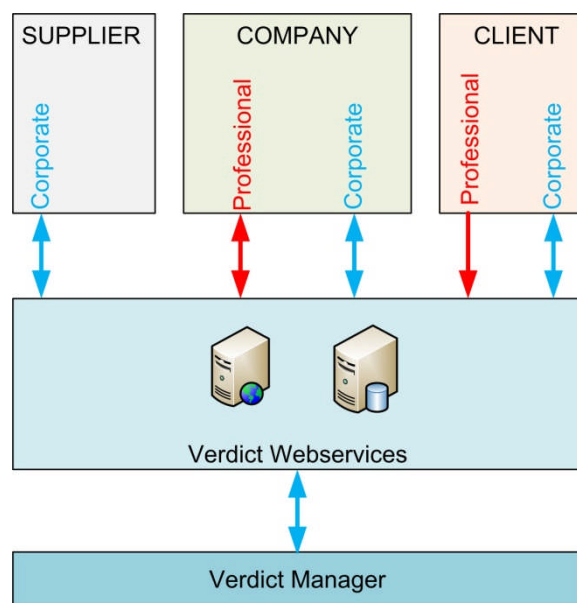 SUPPLIER
COMPANY
CLIENT
Corporate
Professional
Corporate
Professional
Corporate
Verdict Webservices
Verdict Manager